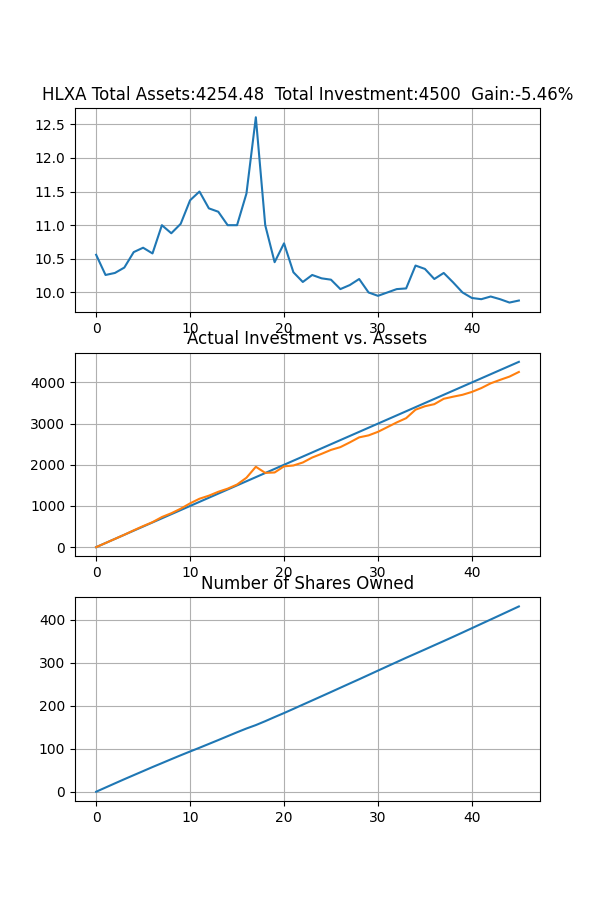 HLXA Total Assets:4254.48  Total Investment:4500  Gain:-5.46%
12.5
12.0
11.5
11.0
10.5
10.0
0 10 20 30 40
Actual Investment vs. Assets
4000
3000
2000
1000
0
0 10 20 30 40
Number of Shares Owned
400
300
200
100
0
0 10 20 30 40